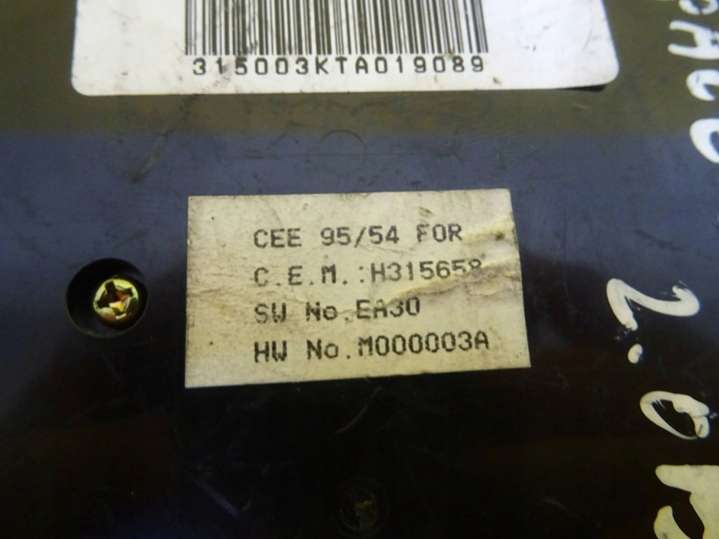 315003KTA019089
CEE 95/54 FOR
C.E.M.:H315658
SW No.EA30
HW No.M000003A
2.0